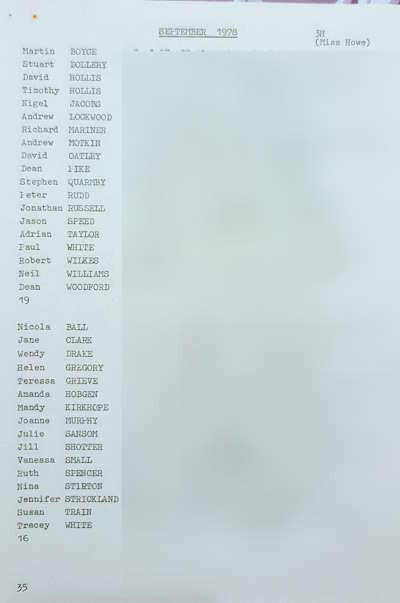 SEPTEMBER 1978
3H
(Miss Howe)
Martin BOYCE
Stuart DOLLERY
David HOLLIS
Timothy HOLLIS
Nigel JACOBS
Andrew LOCKWOOD
Richard MARINER
Andrew MOTKIN
David OATLEY
Dean PIKE
Stephen QUARMBY
Peter RUDD
Jonathan RUSSELL
Jason SPEED
Adrian TAYLOR
Paul WHITE
Robert WILKES
Neil WILLIAMS
Dean WOODFORD
19
Nicola BALL
Jane CLARK
Wendy DRAKE
Helen GREGORY
Teressa GRIEVE
Amanda HOBGEN
Mandy KIRKHOPE
Joanne MURPHY
Julie SANSOM
Jill SHOTTER
Vanessa SMALL
Ruth SPENCER
Nina STIRTON
Jennifer STRICKLAND
Susan TRAIN
Tracey WHITE
16
35